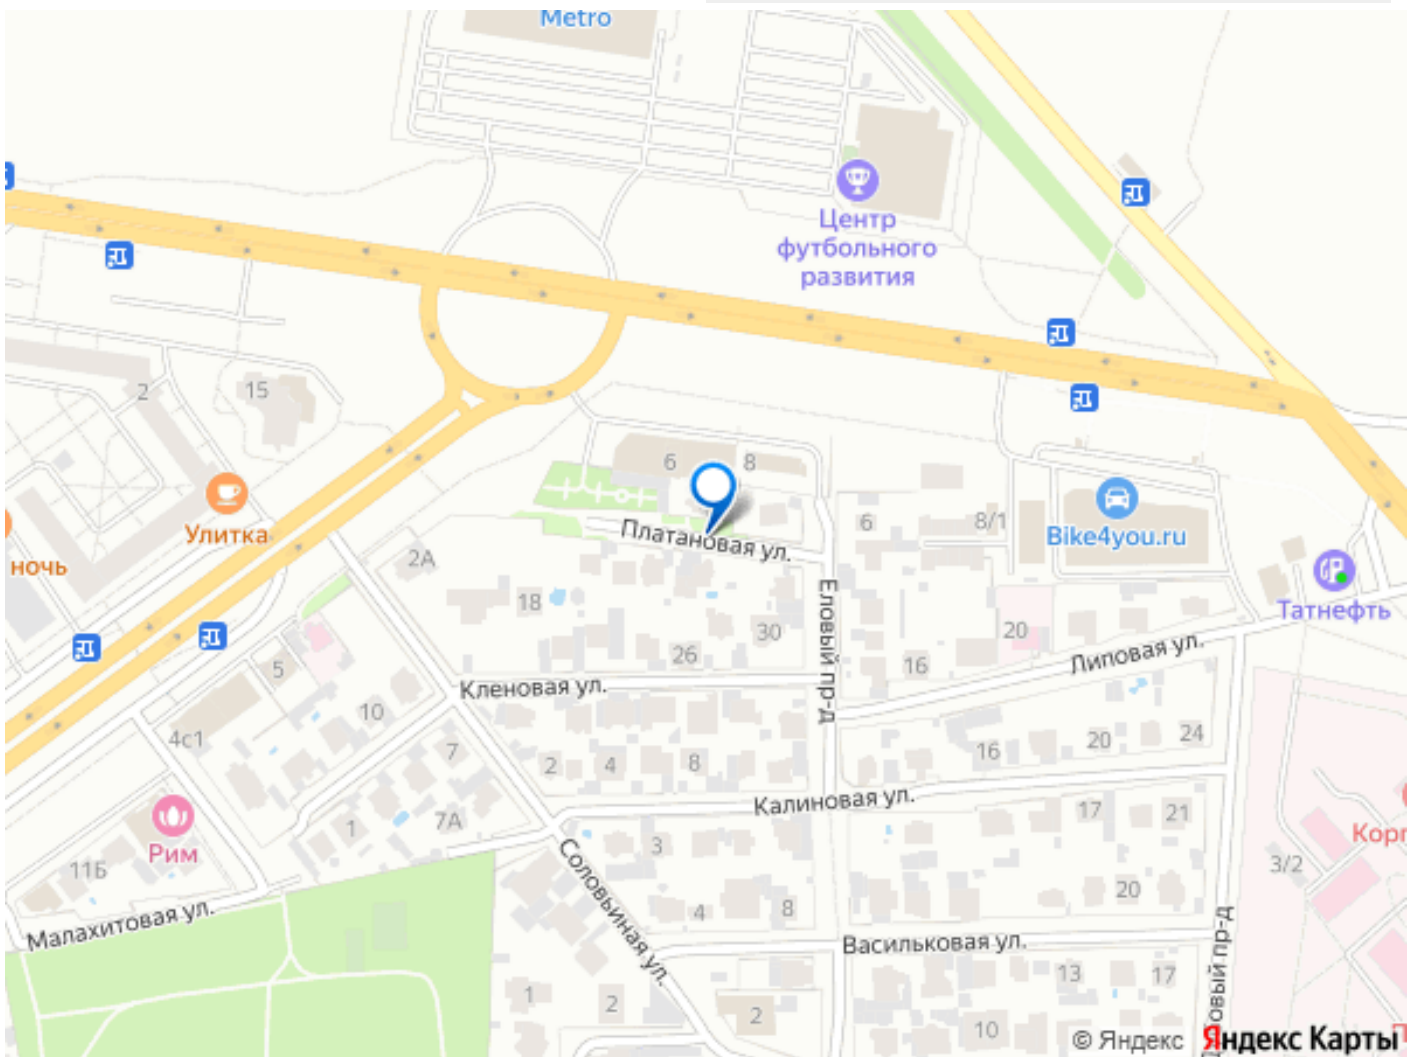 Metro
Центр
футбольного
развития
2
15
6
8
Улитка
Платановая ул.
6
8/1
Bike4you.ru
ночь
2А
18
30
26
Еловый пр-д
20
16
Липовая ул.
Татнефть
5
Кленовая ул.
10
4с1
7
2
4
8
16
20
24
Калиновая ул.
1
7А
17
21
Рим
11Б
3
Соловьиная ул.
3/2
Малахитовая ул.
4
8
20
Васильковая ул.
13
17
1
2
2
10
© Яндекс
Яндекс Карты